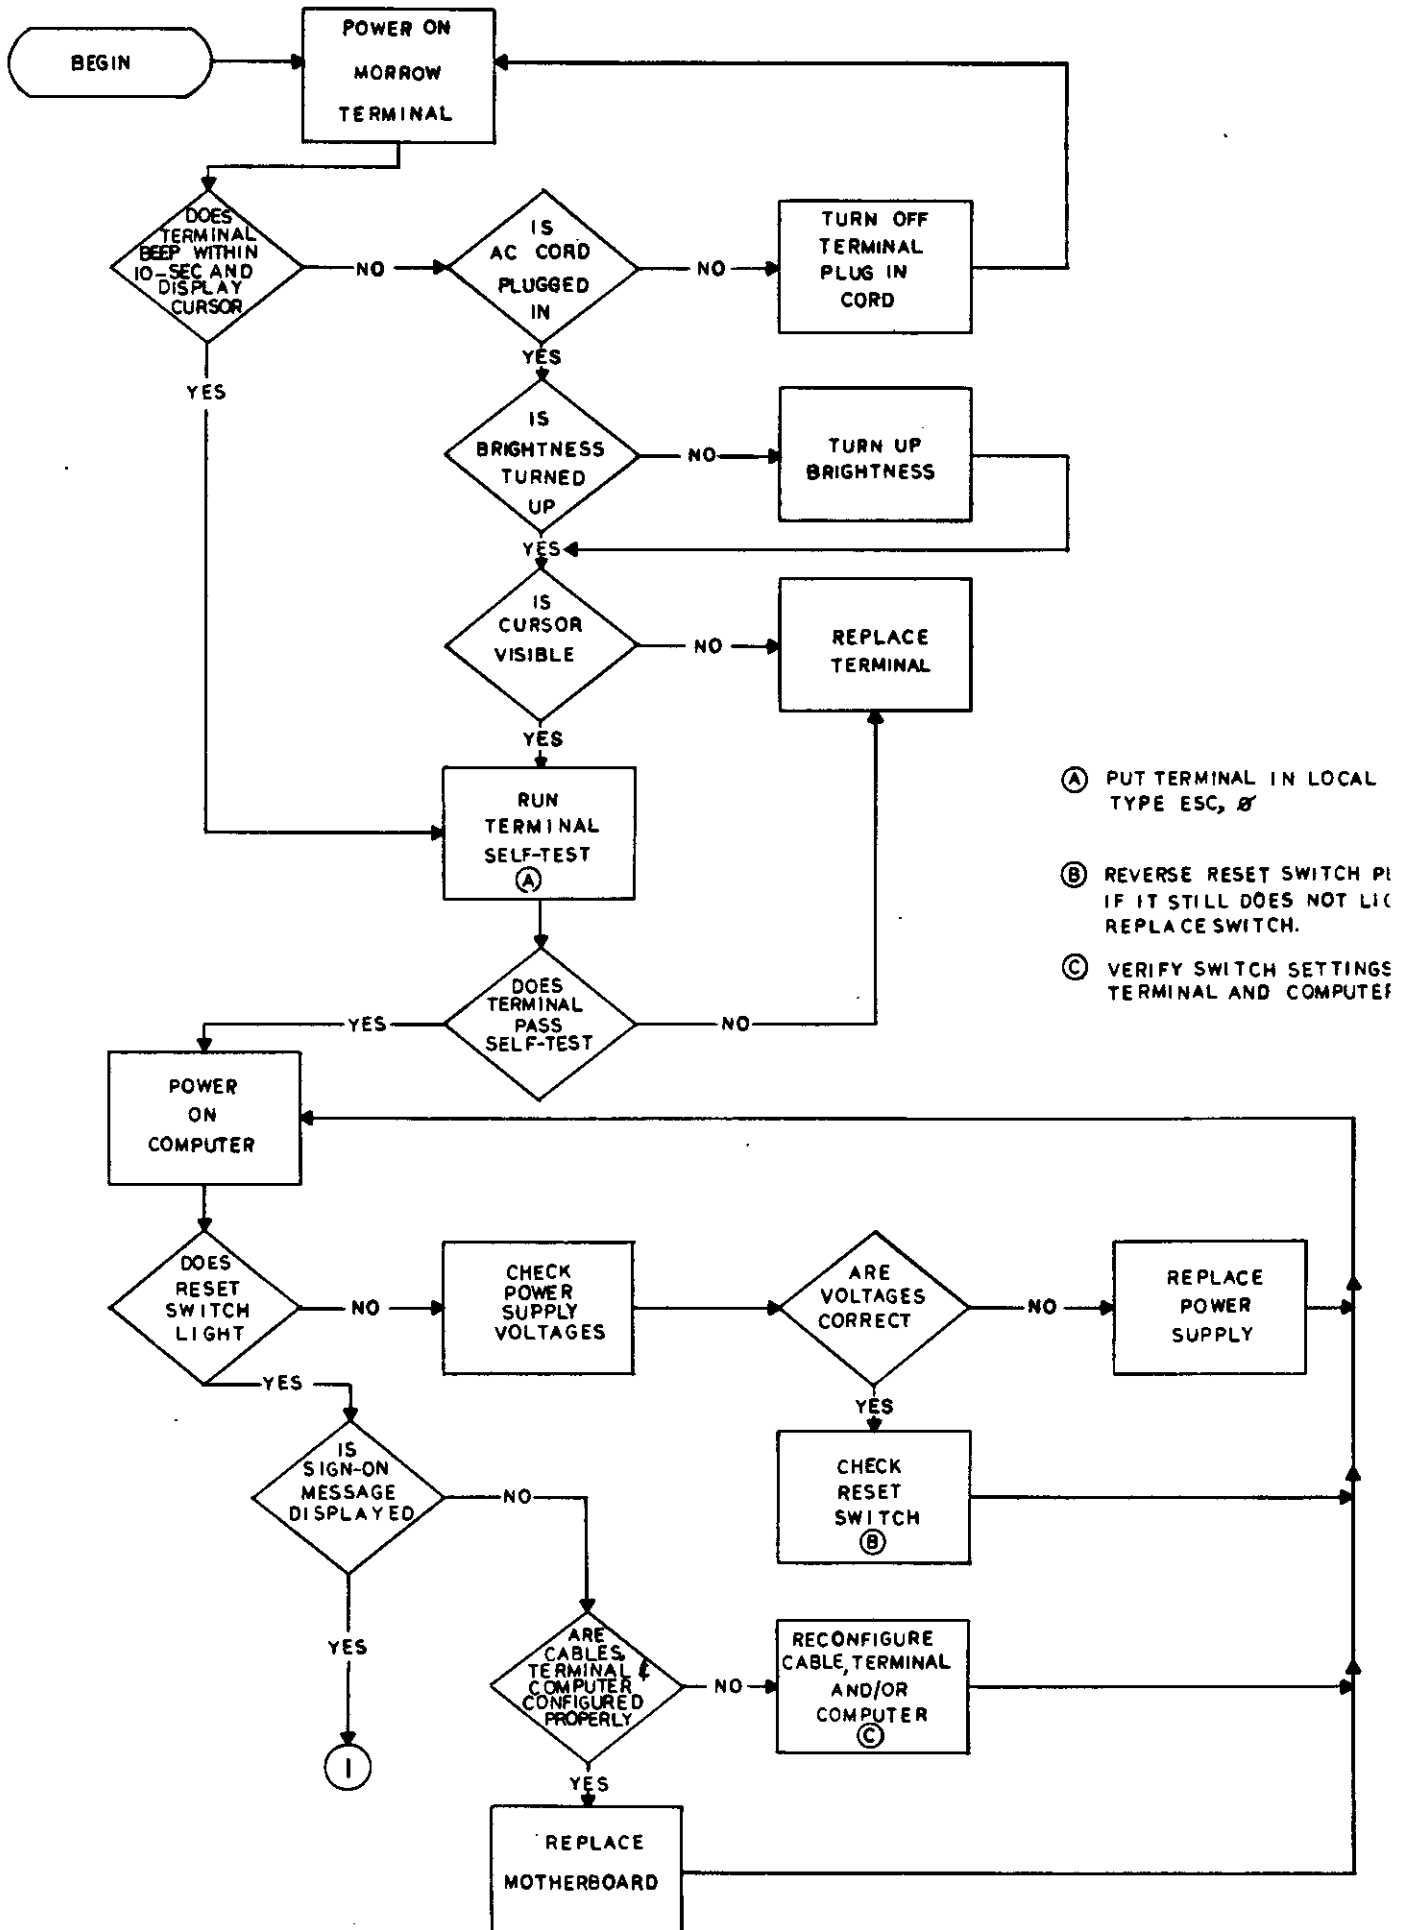 BEGIN
POWER ON
MORROW
TERMINAL
DOES
TERMINAL
BEEP WITHIN
10-SEC AND
DISPLAY
CURSOR
NO
IS
AC CORD
PLUGGED
IN
NO
TURN OFF
TERMINAL
PLUG IN
CORD
YES
YES
IS
BRIGHTNESS
TURNED
UP
NO
TURN UP
BRIGHTNESS
YES
IS
CURSOR
VISIBLE
NO
REPLACE
TERMINAL
YES
RUN
TERMINAL
SELF-TEST
A
A PUT TERMINAL IN LOCAL
TYPE ESC, Ø
B REVERSE RESET SWITCH PL
IF IT STILL DOES NOT LIG
REPLACE SWITCH.
C VERIFY SWITCH SETTINGS
TERMINAL AND COMPUTER
DOES
TERMINAL
PASS
SELF-TEST
YES
NO
POWER
ON
COMPUTER
DOES
RESET
SWITCH
LIGHT
NO
CHECK
POWER
SUPPLY
VOLTAGES
ARE
VOLTAGES
CORRECT
NO
REPLACE
POWER
SUPPLY
YES
YES
IS
SIGN-ON
MESSAGE
DISPLAYED
NO
CHECK
RESET
SWITCH
B
YES
ARE
CABLES,
TERMINAL &
COMPUTER
CONFIGURED
PROPERLY
NO
RECONFIGURE
CABLE, TERMINAL
AND/OR
COMPUTER
C
1
YES
REPLACE
MOTHERBOARD